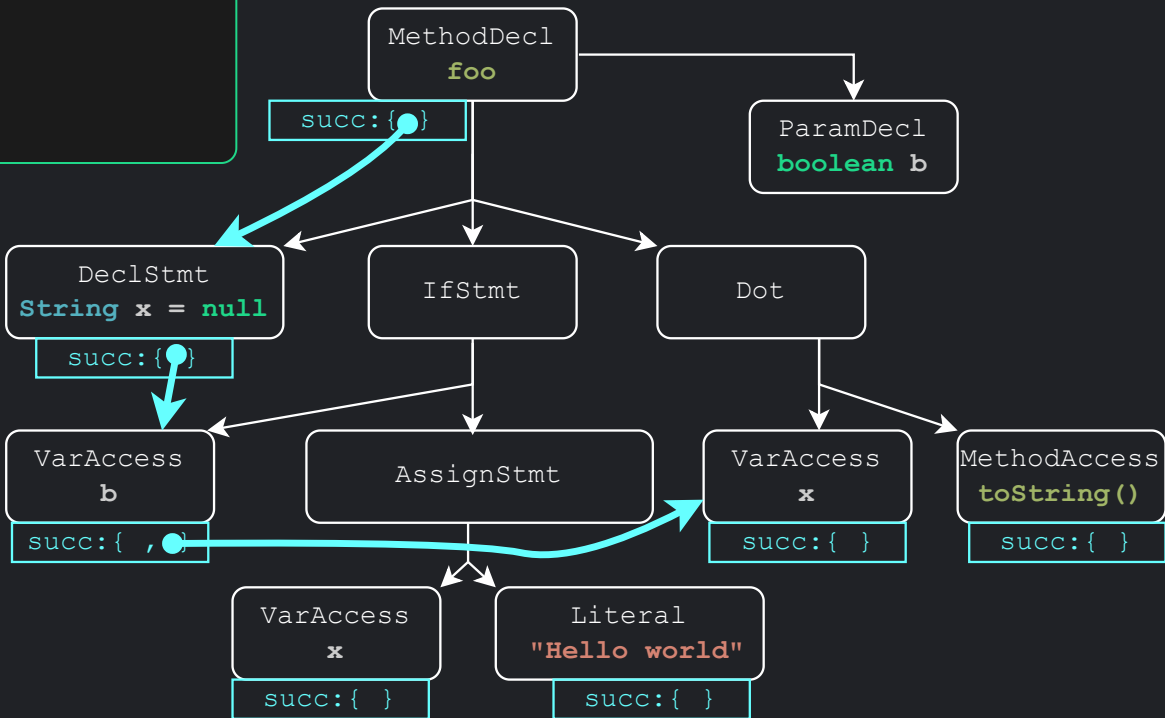 MethodDecl
foo
succ:{ }
ParamDecl
boolean b
DeclStmt
String x = null
succ:{ }
IfStmt
Dot
VarAccess
b
succ:{ , }
AssignStmt
VarAccess
x
succ:{ }
MethodAccess
toString()
succ:{ }
VarAccess
x
succ:{ }
Literal
"Hello world"
succ:{ }